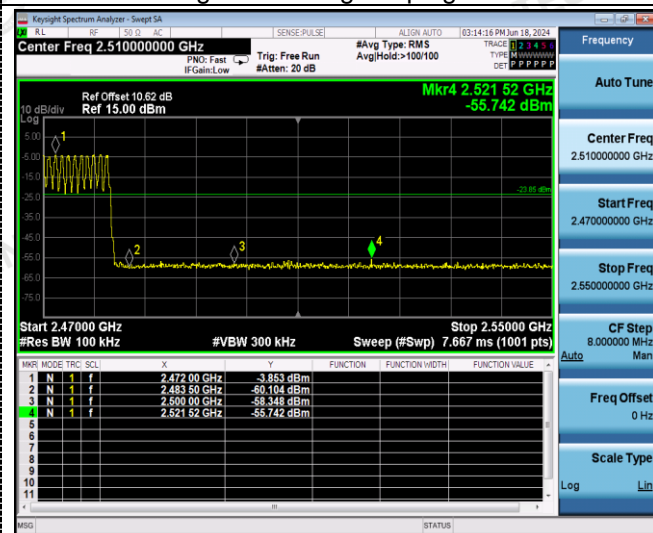 Keysight Spectrum Analyzer - Swept SA
RL RF 50 Ω AC SENSE:PULSE ALIGN AUTO 03:14:16 PM Jun 18, 2024
Center Freq 2.510000000 GHz
PNO: Fast
IFGain:Low
Trig: Free Run
#Atten: 20 dB
#Avg Type: RMS
Avg|Hold:>100/100
TRACE 1 2 3 4 5 6
TYPE M W W W W W
DET P P P P P P
Ref Offset 10.62 dB
10 dB/div Ref 15.00 dBm
Log
Mkr4 2.521 52 GHz
-55.742 dBm
5.00
-5.00
-15.0
-25.0
-35.0
-45.0
-55.0
-65.0
-75.0
1
2
3
4
-23.85 dBm
Start 2.47000 GHz Stop 2.55000 GHz
#Res BW 100 kHz #VBW 300 kHz Sweep (#Swp) 7.667 ms (1001 pts)
MKR MODE TRC SCL X Y FUNCTION FUNCTION WIDTH FUNCTION VALUE
1 N 1 f 2.472 00 GHz -3.853 dBm
2 N 1 f 2.483 50 GHz -60.104 dBm
3 N 1 f 2.500 00 GHz -58.348 dBm
4 N 1 f 2.521 52 GHz -55.742 dBm
5
6
7
8
9
10
11
MSG STATUS
Frequency
Auto Tune
Center Freq
2.510000000 GHz
Start Freq
2.470000000 GHz
Stop Freq
2.550000000 GHz
CF Step
8.000000 MHz
Auto Man
Freq Offset
0 Hz
Scale Type
Log Lin